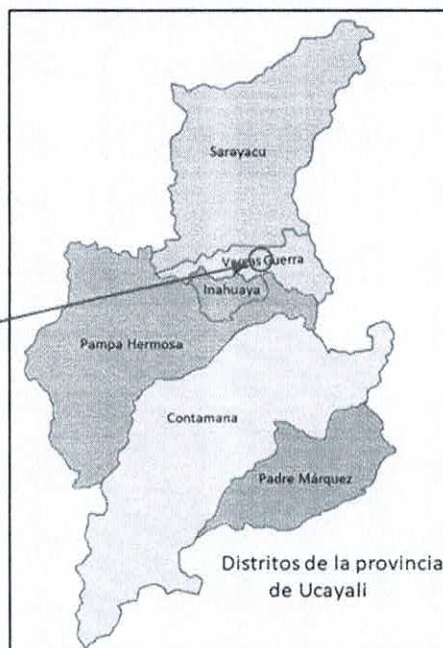 Sarayacu
Vargas Guerra
Inahuaya
Pampa Hermosa
Contamana
Padre Márquez
Distritos de la provincia
de Ucayali